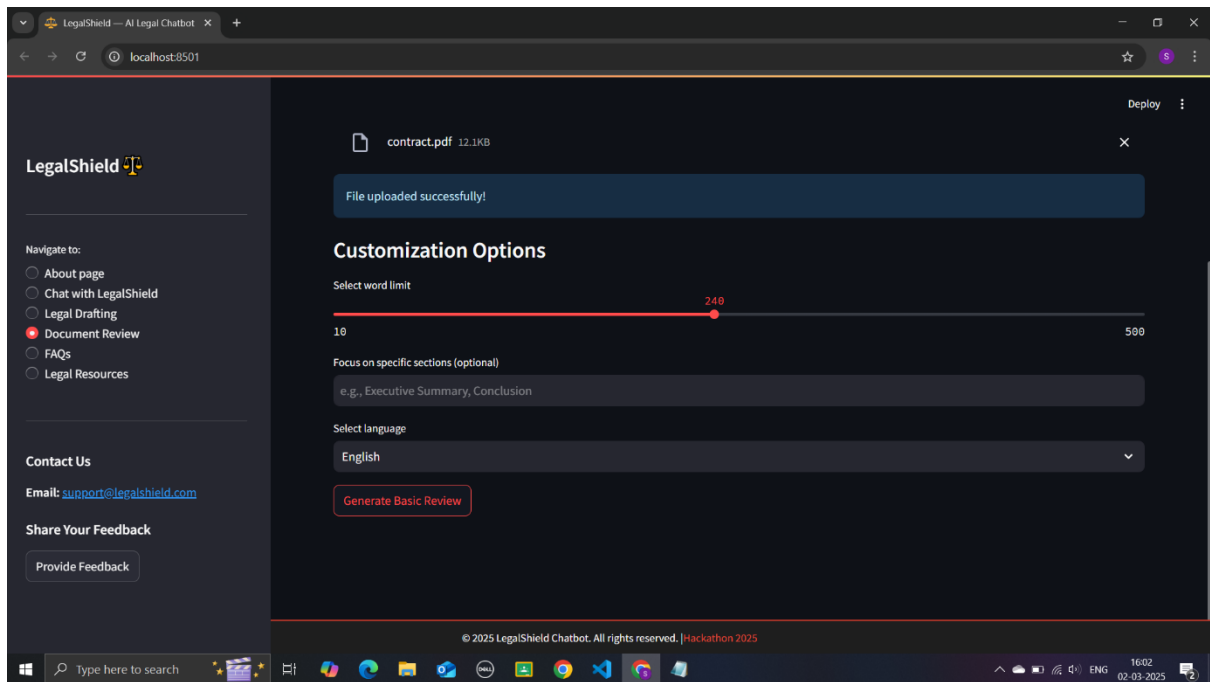 LegalShield — AI Legal Chatbot
localhost:8501
S
Deploy
LegalShield
Navigate to:
About page
Chat with LegalShield
Legal Drafting
Document Review
FAQs
Legal Resources
Contact Us
Email: support@legalshield.com
Share Your Feedback
Provide Feedback
contract.pdf 12.1KB
File uploaded successfully!
Customization Options
Select word limit
240
10 500
Focus on specific sections (optional)
e.g., Executive Summary, Conclusion
Select language
English
Generate Basic Review
© 2025 LegalShield Chatbot. All rights reserved. |Hackathon 2025
Type here to search
DELL
ENG
16:02
02-03-2025
2